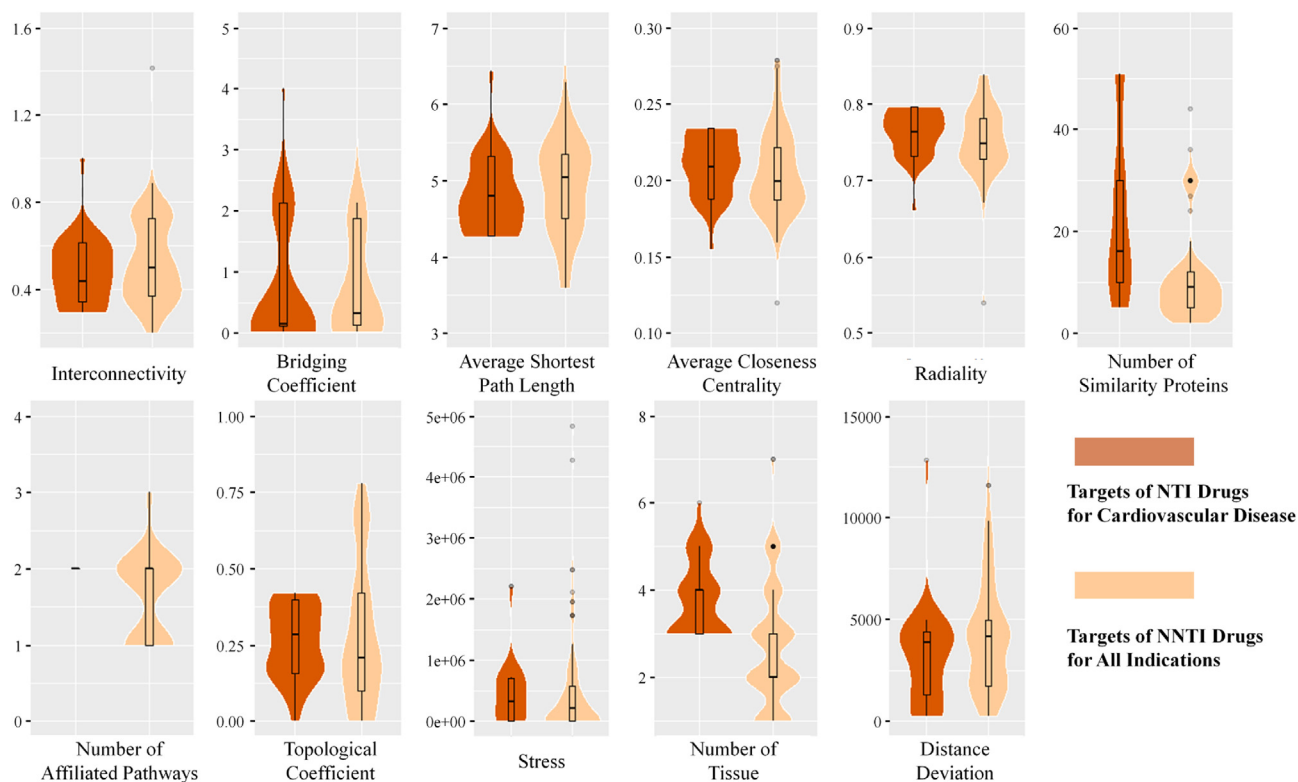 1.6
1.2
0.8
0.4
Interconnectivity
5
4
3
2
1
0
Bridging
Coefficient
7
6
5
4
3
Average Shortest
Path Length
0.30
0.25
0.20
0.15
0.10
Average Closeness
Centrality
0.9
0.8
0.7
0.6
0.5
Radiality
60
40
20
0
Number of
Similarity Proteins
4
3
2
1
0
Number of
Affiliated Pathways
1.00
0.75
0.50
0.25
0.00
Topological
Coefficient
5e+06
4e+06
3e+06
2e+06
1e+06
0e+00
Stress
8
6
4
2
Number of
Tissue
15000
10000
5000
0
Distance
Deviation
Targets of NTI Drugs
for Cardiovascular Disease
Targets of NNTI Drugs
for All Indications